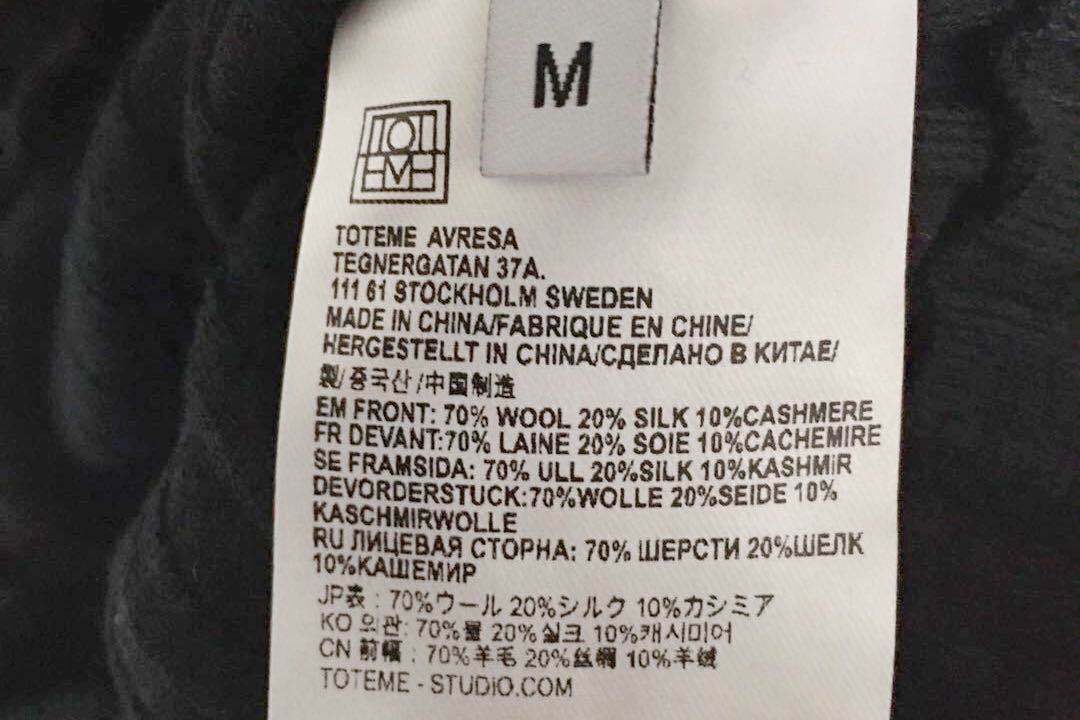 M
TOTEME
TOTEME AVRESA
TEGNERGATAN 37A.
111 61 STOCKHOLM SWEDEN
MADE IN CHINA/FABRIQUE EN CHINE/
HERGESTELLT IN CHINA/СДЕЛАНО В КИТАЕ/
製/중국산/中国制造
EM FRONT: 70% WOOL 20% SILK 10%CASHMERE
FR DEVANT:70% LAINE 20% SOIE 10%CACHEMIRE
SE FRAMSIDA: 70% ULL 20%SILK 10%KASHMiR
DEVORDERSTUCK:70%WOLLE 20%SEIDE 10%
KASCHMIRWOLLE
RU ЛИЦЕВАЯ СТОРНА: 70% ШЕРСТИ 20%ШЕЛК
10%КАШЕМИР
JP表：70%ウール 20%シルク 10%カシミア
KO 외관: 70%울 20%실크 10%캐시미어
CN 前幅：70%羊毛 20%丝绸 10%羊绒
TOTEME - STUDIO.COM